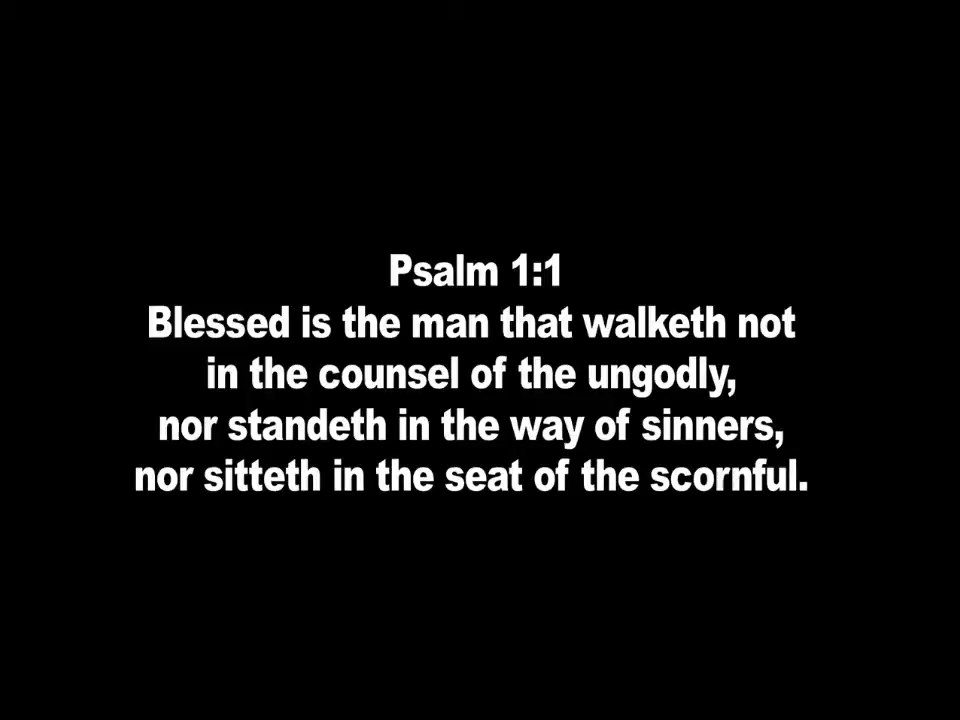 Psalm 1:1
Blessed is the man that walketh not
in the counsel of the ungodly,
nor standeth in the way of sinners,
nor sitteth in the seat of the scornful.